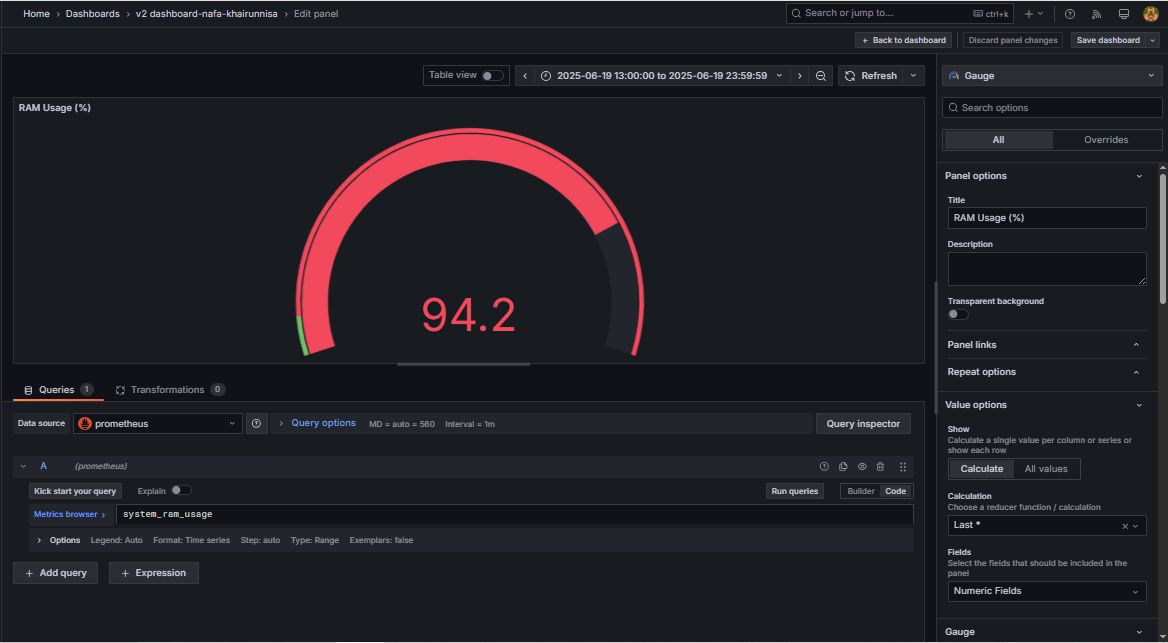 Home › Dashboards › v2 dashboard-nafa-khairunnisa › Edit panel
Search or jump to... ctrl+k
Back to dashboard Discard panel changes Save dashboard
Table view 2025-06-19 13:00:00 to 2025-06-19 23:59:59 Refresh
RAM Usage (%)
94.2
Queries 1 Transformations 0
Data source prometheus Query options MD = auto = 560 Interval = 1m Query inspector
A (prometheus)
Kick start your query Explain Run queries Builder Code
Metrics browser › system_ram_usage
Options Legend: Auto Format: Time series Step: auto Type: Range Exemplars: false
+ Add query + Expression
Gauge
Search options
All Overrides
Panel options
Title
RAM Usage (%)
Description
Transparent background
Panel links
Repeat options
Value options
Show
Calculate a single value per column or series or
show each row
Calculate All values
Calculation
Choose a reducer function / calculation
Last *
Fields
Select the fields that should be included in the
panel
Numeric Fields
Gauge